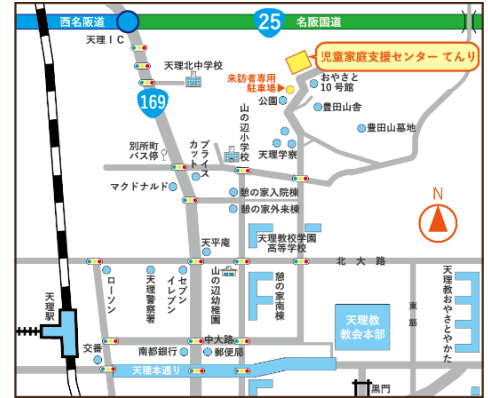 西名阪道
25
名阪国道
天理IC
天理北中学校
来訪者専用
駐車場
児童家庭支援センター てんり
おやさと
10号館
169
公園
豊田山舎
豊田山墓地
別所町
バス停
プライスカット
山の辺小学校
天理学寮
マクドナルド
憩の家入院棟
憩の家外来棟
N
天理教校学園
高等学校
天平庵
北大路
天理駅
ローソン
天理警察署
セブンイレブン
山の辺幼稚園
憩の家南棟
天理教
教会本部
東筋
天理教おやさとやかた
中大路
交番
南都銀行
郵便局
天理本通り
黒門